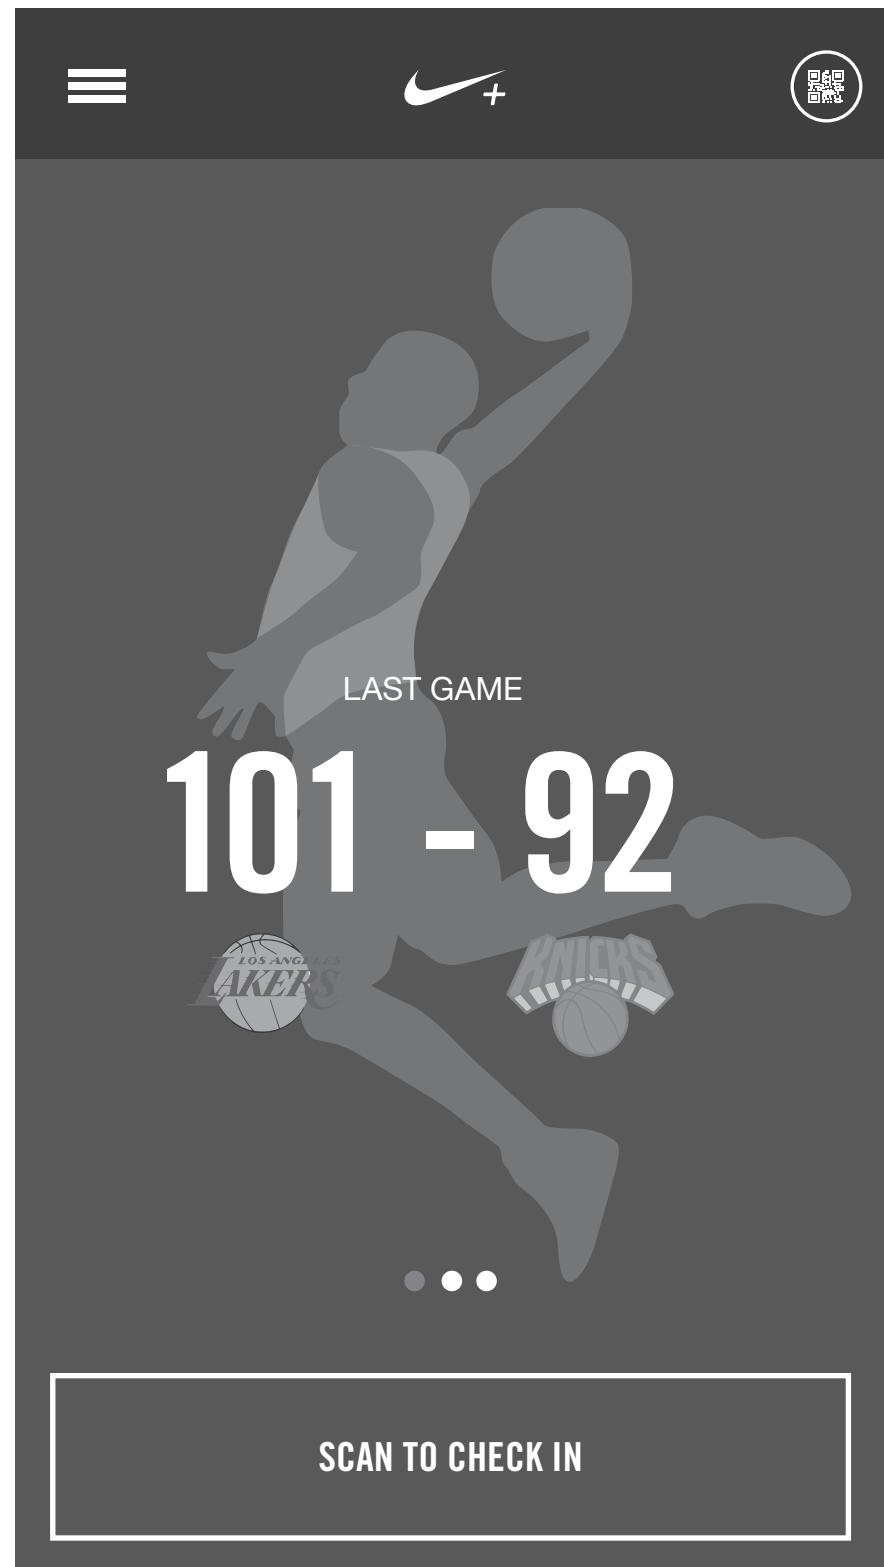 +
LAST GAME
101 - 92
LOS ANGELES
LAKERS
KNICKS
SCAN TO CHECK IN